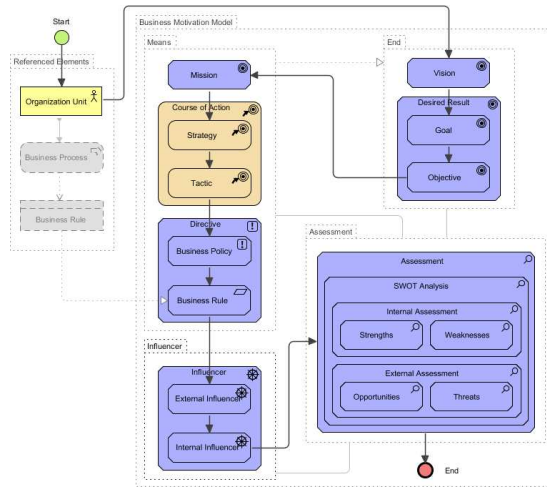 Start
Business Motivation Model
Referenced Elements
Means
End
Organization Unit
Mission
Vision
Course of Action
Desired Result
Strategy
Goal
Business Process
Tactic
Objective
Business Rule
Directive
Business Policy
Business Rule
Assessment
Assessment
SWOT Analysis
Internal Assessment
Strengths
Weaknesses
External Assessment
Opportunities
Threats
Influencer
Influencer
External Influencer
Internal Influencer
End